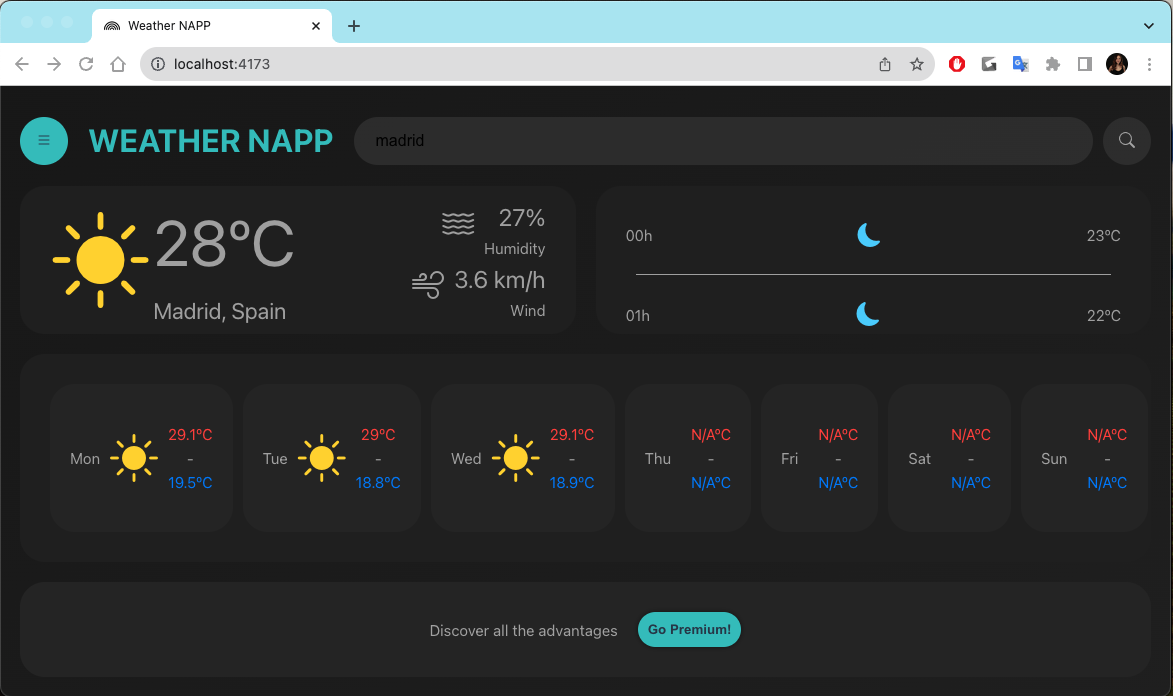 Weather NAPP
localhost:4173
WEATHER NAPP
madrid
28ºC
Madrid, Spain
27%
Humidity
3.6 km/h
Wind
00h 23ºC
01h 22ºC
Mon
29.1ºC
-
19.5ºC
Tue
29ºC
-
18.8ºC
Wed
29.1ºC
-
18.9ºC
Thu
N/AºC
-
N/AºC
Fri
N/AºC
-
N/AºC
Sat
N/AºC
-
N/AºC
Sun
N/AºC
-
N/AºC
Discover all the advantages Go Premium!